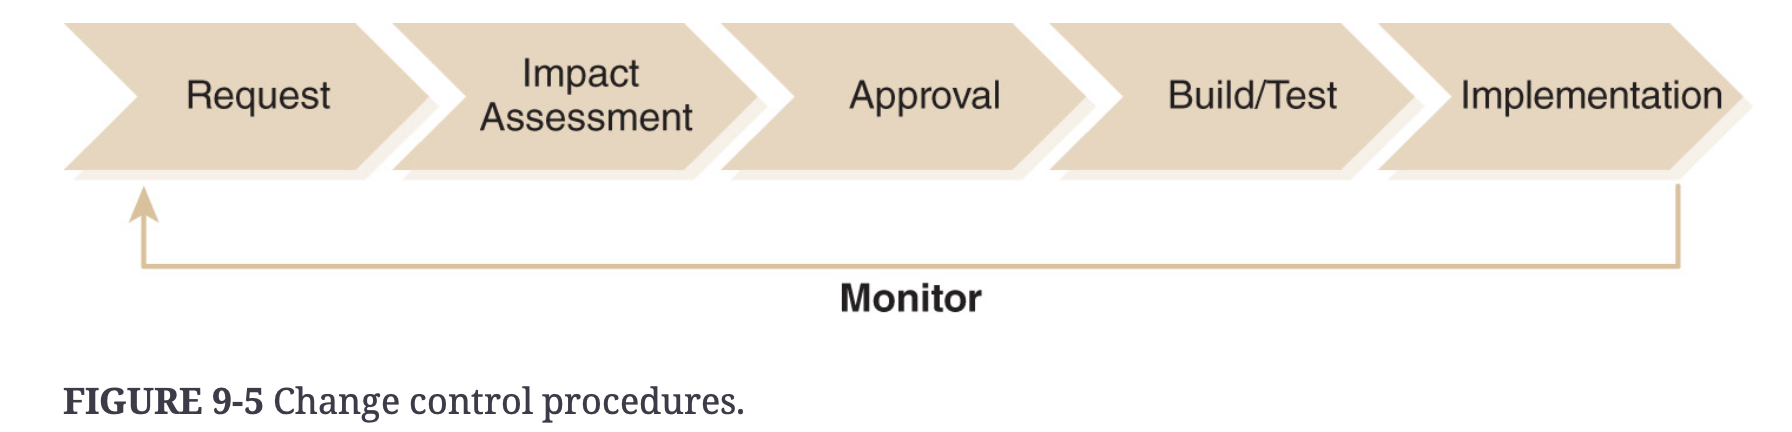 Request
Impact
Assessment
Approval
Build/Test
Implementation
Monitor
FIGURE 9-5 Change control procedures.